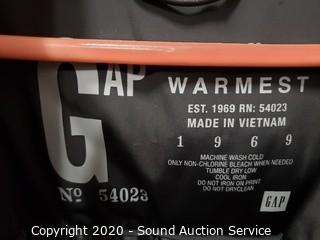 GAP
WARMEST
EST. 1969 RN: 54023
MADE IN VIETNAM
1 9 6 9
MACHINE WASH COLD
ONLY NON-CHLORINE BLEACH WHEN NEEDED
TUMBLE DRY LOW
COOL IRON
DO NOT IRON ON PRINT
DO NOT DRYCLEAN
Nº 54023
GAP
Copyright 2020 - Sound Auction Service